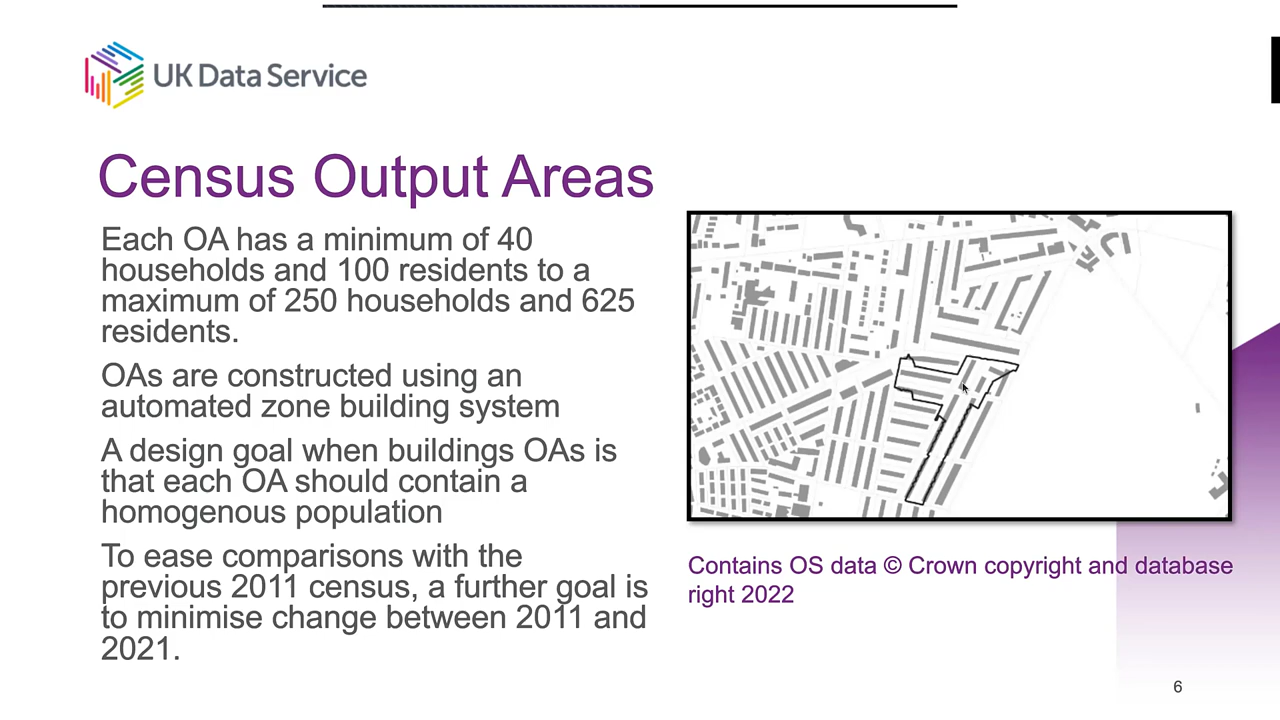 UK Data Service
Census Output Areas
Each OA has a minimum of 40
households and 100 residents to a
maximum of 250 households and 625
residents.
OAs are constructed using an
automated zone building system
A design goal when buildings OAs is
that each OA should contain a
homogenous population
To ease comparisons with the
previous 2011 census, a further goal is
to minimise change between 2011 and
2021.
Contains OS data © Crown copyright and database
right 2022
6